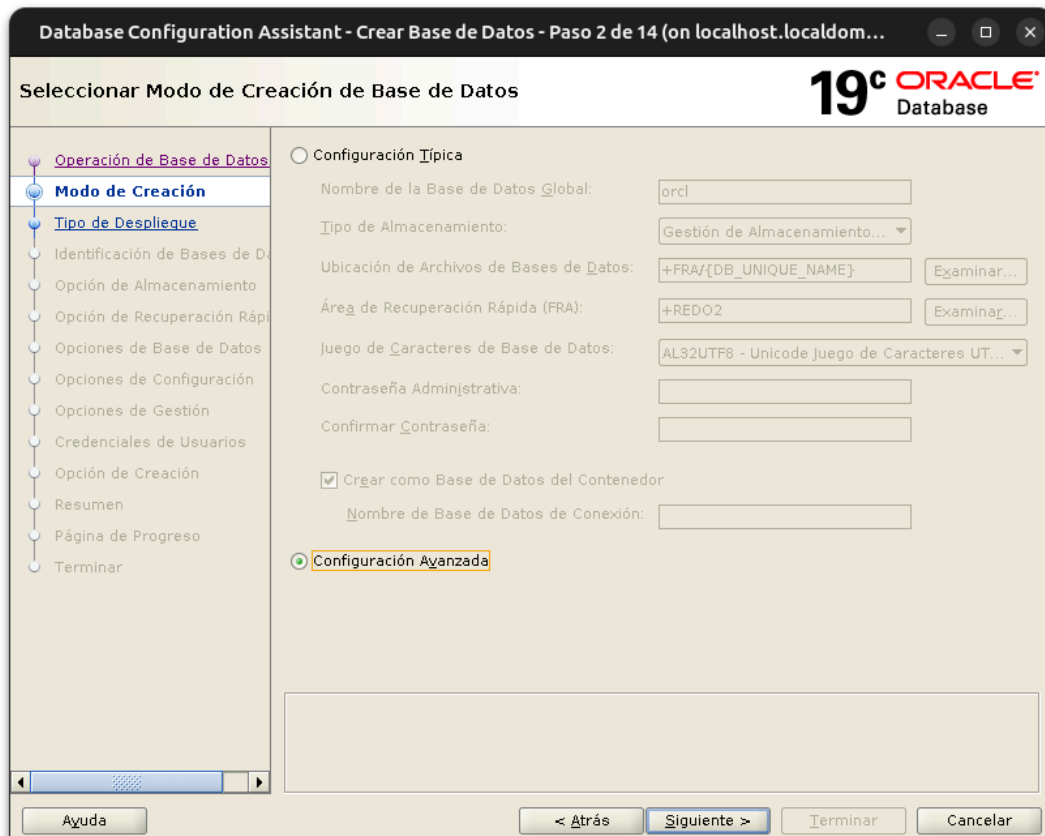 Database Configuration Assistant - Crear Base de Datos - Paso 2 de 14 (on localhost.localdom...
Seleccionar Modo de Creación de Base de Datos
19c ORACLE
Database
Operación de Base de Datos
Modo de Creación
Tipo de Despliegue
Identificación de Bases de Da
Opción de Almacenamiento
Opción de Recuperación Rápi
Opciones de Base de Datos
Opciones de Configuración
Opciones de Gestión
Credenciales de Usuarios
Opción de Creación
Resumen
Página de Progreso
Terminar
Configuración Típica
Nombre de la Base de Datos Global: orcl
Tipo de Almacenamiento: Gestión de Almacenamiento...
Ubicación de Archivos de Bases de Datos: +FRA/{DB_UNIQUE_NAME} Examinar...
Área de Recuperación Rápida (FRA): +REDO2 Examinar...
Juego de Caracteres de Base de Datos: AL32UTF8 - Unicode Juego de Caracteres UT...
Contraseña Administrativa:
Confirmar Contraseña:
Crear como Base de Datos del Contenedor
Nombre de Base de Datos de Conexión:
Configuración Avanzada
Ayuda < Atrás Siguiente > Terminar Cancelar